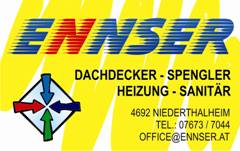 ENNSER
DACHDECKER - SPENGLER
HEIZUNG - SANITÄR
4692 NIEDERTHALHEIM
TEL.: 07673 / 7044
OFFICE@ENNSER.AT